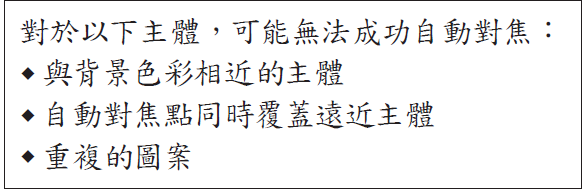 對於以下主體，可能無法成功自動對焦：
◆ 與背景色彩相近的主體
◆ 自動對焦點同時覆蓋遠近主體
◆ 重複的圖案